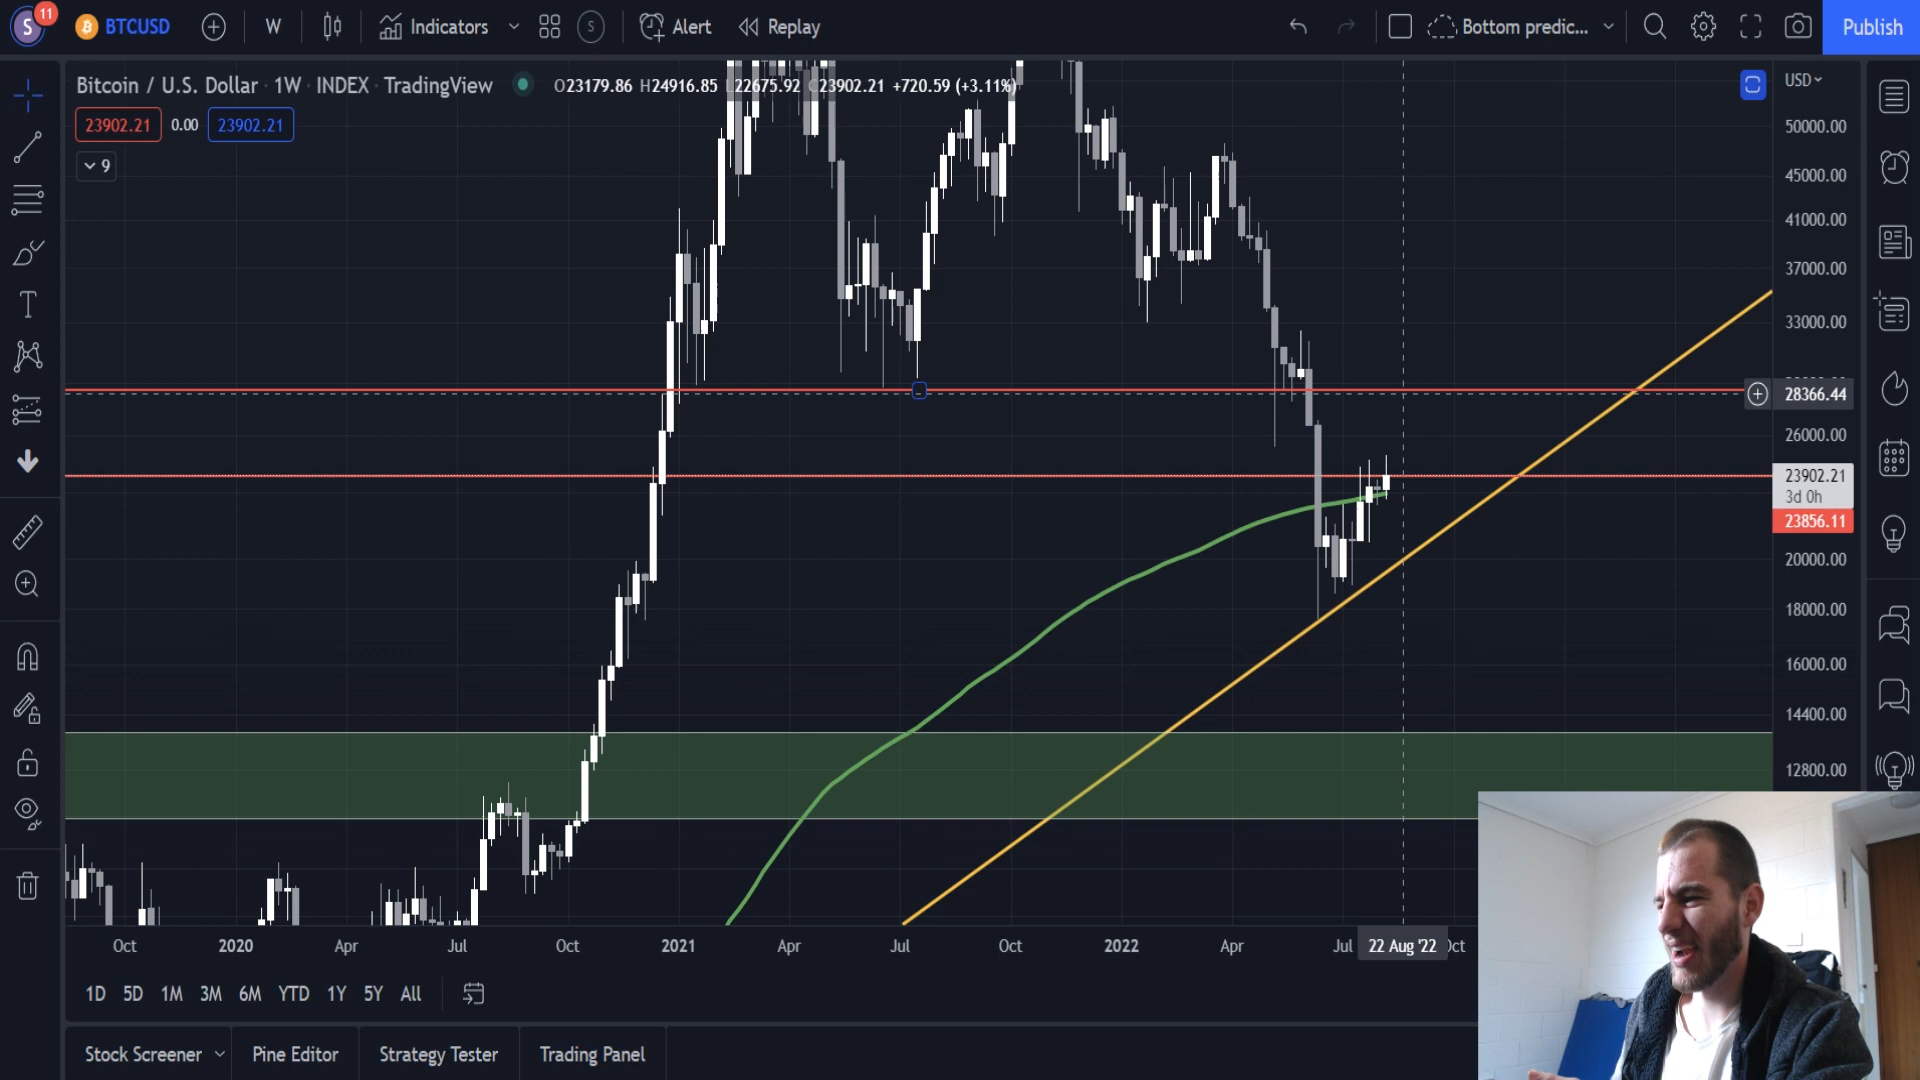 S 11 BTCUSD W Indicators S Alert Replay Bottom predic... Publish
Bitcoin / U.S. Dollar · 1W · INDEX · TradingView O23179.86 H24916.85 L22675.92 C23902.21 +720.59 (+3.11%) USD
23902.21 0.00 23902.21
9
50000.00
45000.00
41000.00
37000.00
33000.00
28366.44
26000.00
23902.21
3d 0h
23856.11
20000.00
18000.00
16000.00
14400.00
12800.00
Oct 2020 Apr Jul Oct 2021 Apr Jul Oct 2022 Apr Jul 22 Aug '22 Oct
1D 5D 1M 3M 6M YTD 1Y 5Y All
Stock Screener Pine Editor Strategy Tester Trading Panel